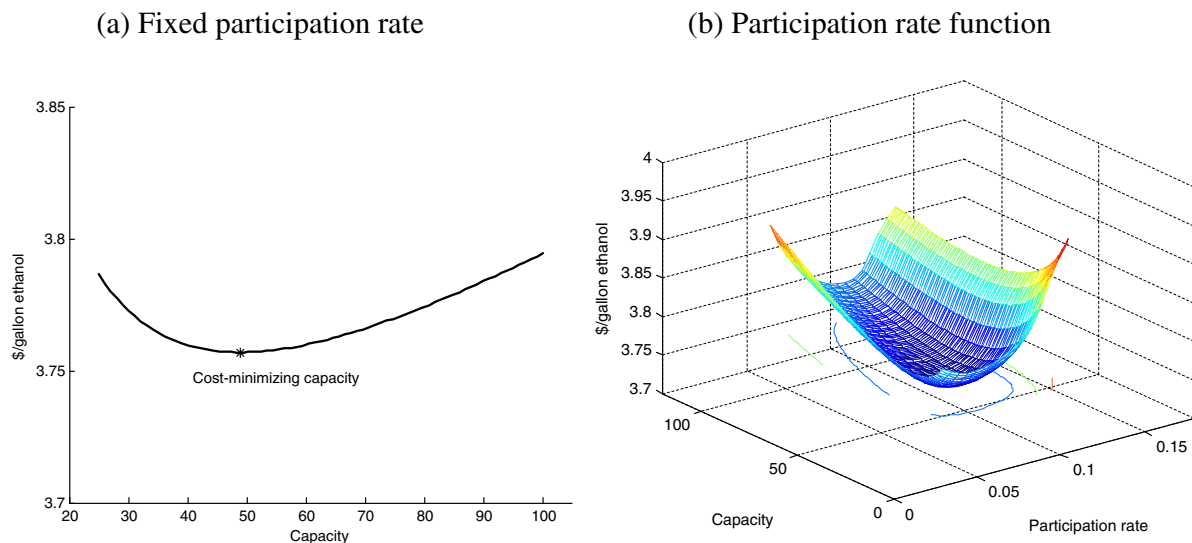 (a) Fixed participation rate
3.85
3.8
3.75
3.7
$/gallon ethanol
Cost-minimizing capacity
20 30 40 50 60 70 80 90 100
Capacity
(b) Participation rate function
4
3.95
3.9
3.85
3.8
3.75
3.7
$/gallon ethanol
100
50
0
Capacity
0
0.05
0.1
0.15
Participation rate